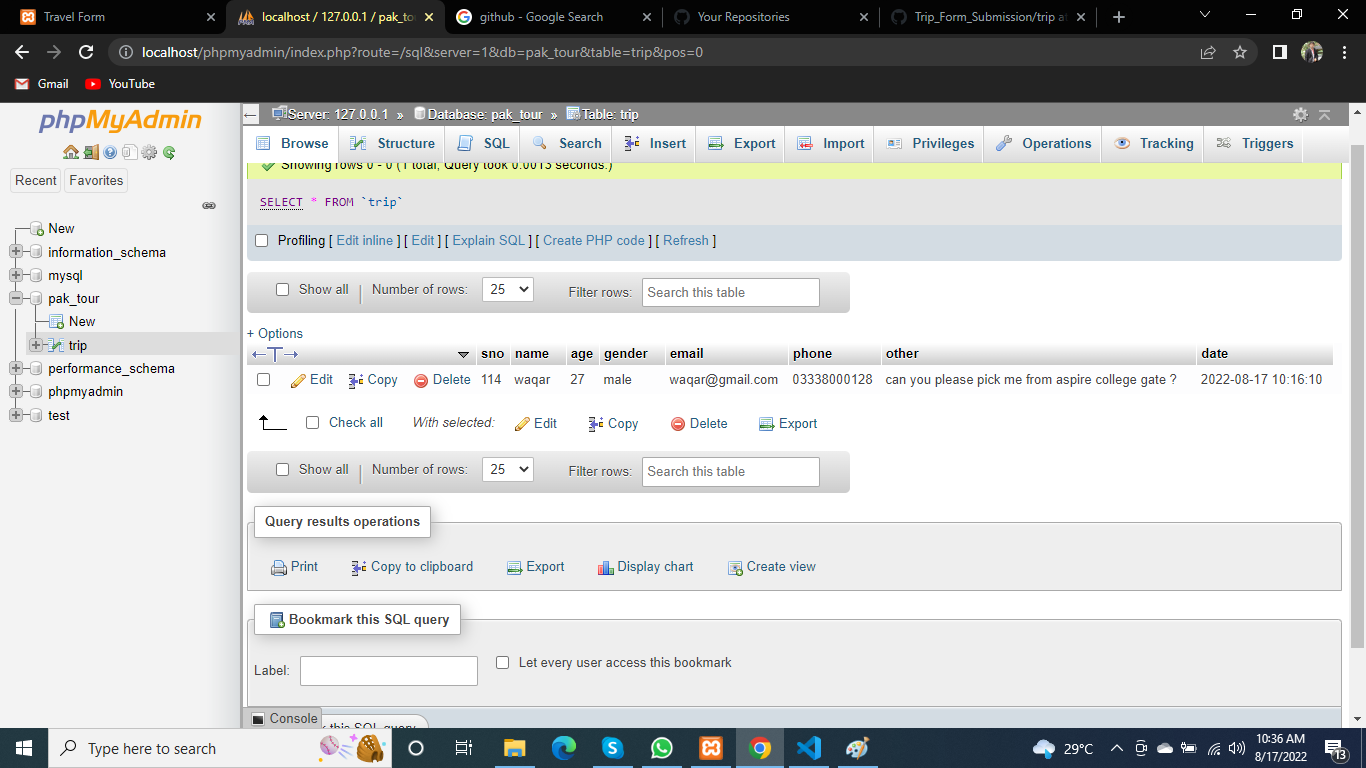 Travel Form
localhost / 127.0.0.1 / pak_to
github - Google Search
Your Repositories
Trip_Form_Submission/trip at
localhost/phpmyadmin/index.php?route=/sql&server=1&db=pak_tour&table=trip&pos=0
Gmail YouTube
phpMyAdmin
Recent Favorites
New
information_schema
mysql
pak_tour
New
trip
performance_schema
phpmyadmin
test
Server: 127.0.0.1 » Database: pak_tour » Table: trip
Browse Structure SQL Search Insert Export Import Privileges Operations Tracking Triggers
Showing rows 0 - 0 (1 total, Query took 0.0013 seconds.)
SELECT * FROM `trip`
Profiling [ Edit inline ] [ Edit ] [ Explain SQL ] [ Create PHP code ] [ Refresh ]
Show all | Number of rows: 25 Filter rows: Search this table
+ Options
←T→ sno name age gender email phone other date
Edit Copy Delete 114 waqar 27 male waqar@gmail.com 03338000128 can you please pick me from aspire college gate ? 2022-08-17 10:16:10
Check all With selected: Edit Copy Delete Export
Show all | Number of rows: 25 Filter rows: Search this table
Query results operations
Print Copy to clipboard Export Display chart Create view
Bookmark this SQL query
Label: Let every user access this bookmark
Console this SQL query
Type here to search
29°C
10:36 AM
8/17/2022
13